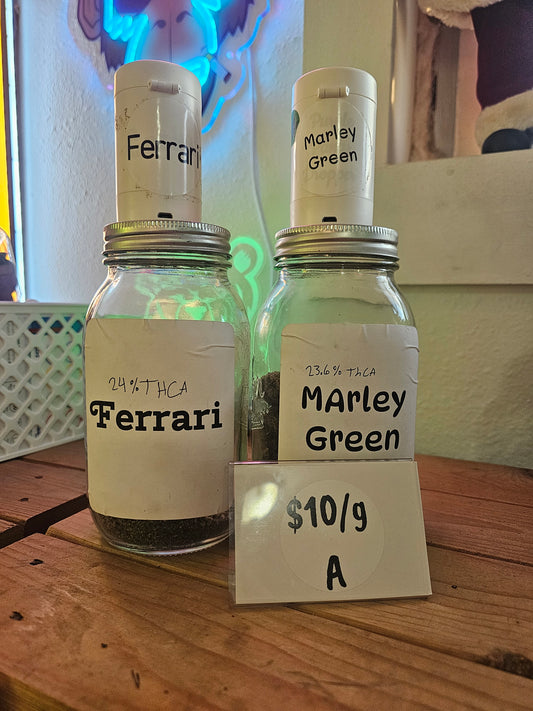 Ferrari
Marley
Green
24% THCA
Ferrari
23.6% THCA
MArley
Green
$10/g
A